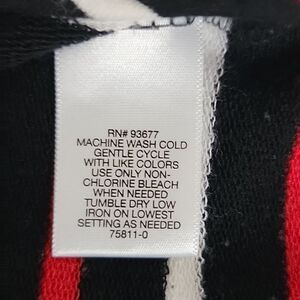 RN# 93677
MACHINE WASH COLD
GENTLE CYCLE
WITH LIKE COLORS
USE ONLY NON-
CHLORINE BLEACH
WHEN NEEDED
TUMBLE DRY LOW
IRON ON LOWEST
SETTING AS NEEDED
75811-0